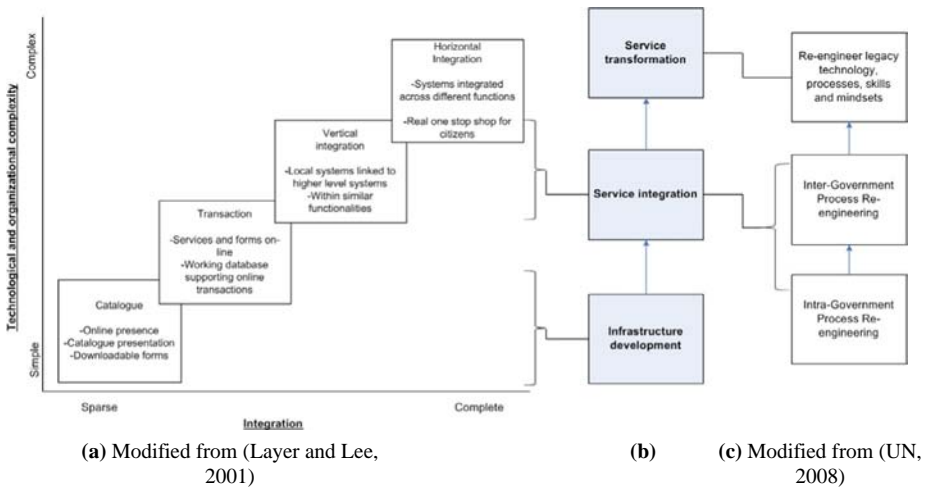 Technological and organizational complexity
Complex
Simple
Horizontal
Integration
-Systems integrated
across different functions
-Real one stop shop for
citizens
Vertical
integration
-Local systems linked to
higher level systems
-Within similar
functionalities
Transaction
-Services and forms on-
line
-Working database
supporting online
transactions
Catalogue
-Online presence
-Catalogue presentation
-Downloadable forms
Sparse
Complete
Integration
Service
transformation
Service integration
Infrastructure
development
Re-engineer legacy
technology,
processes, skills
and mindsets
Inter-Government
Process Re-
engineering
Intra-Government
Process Re-
engineering
(a) Modified from (Layer and Lee,
2001)
(b)
(c) Modified from (UN,
2008)